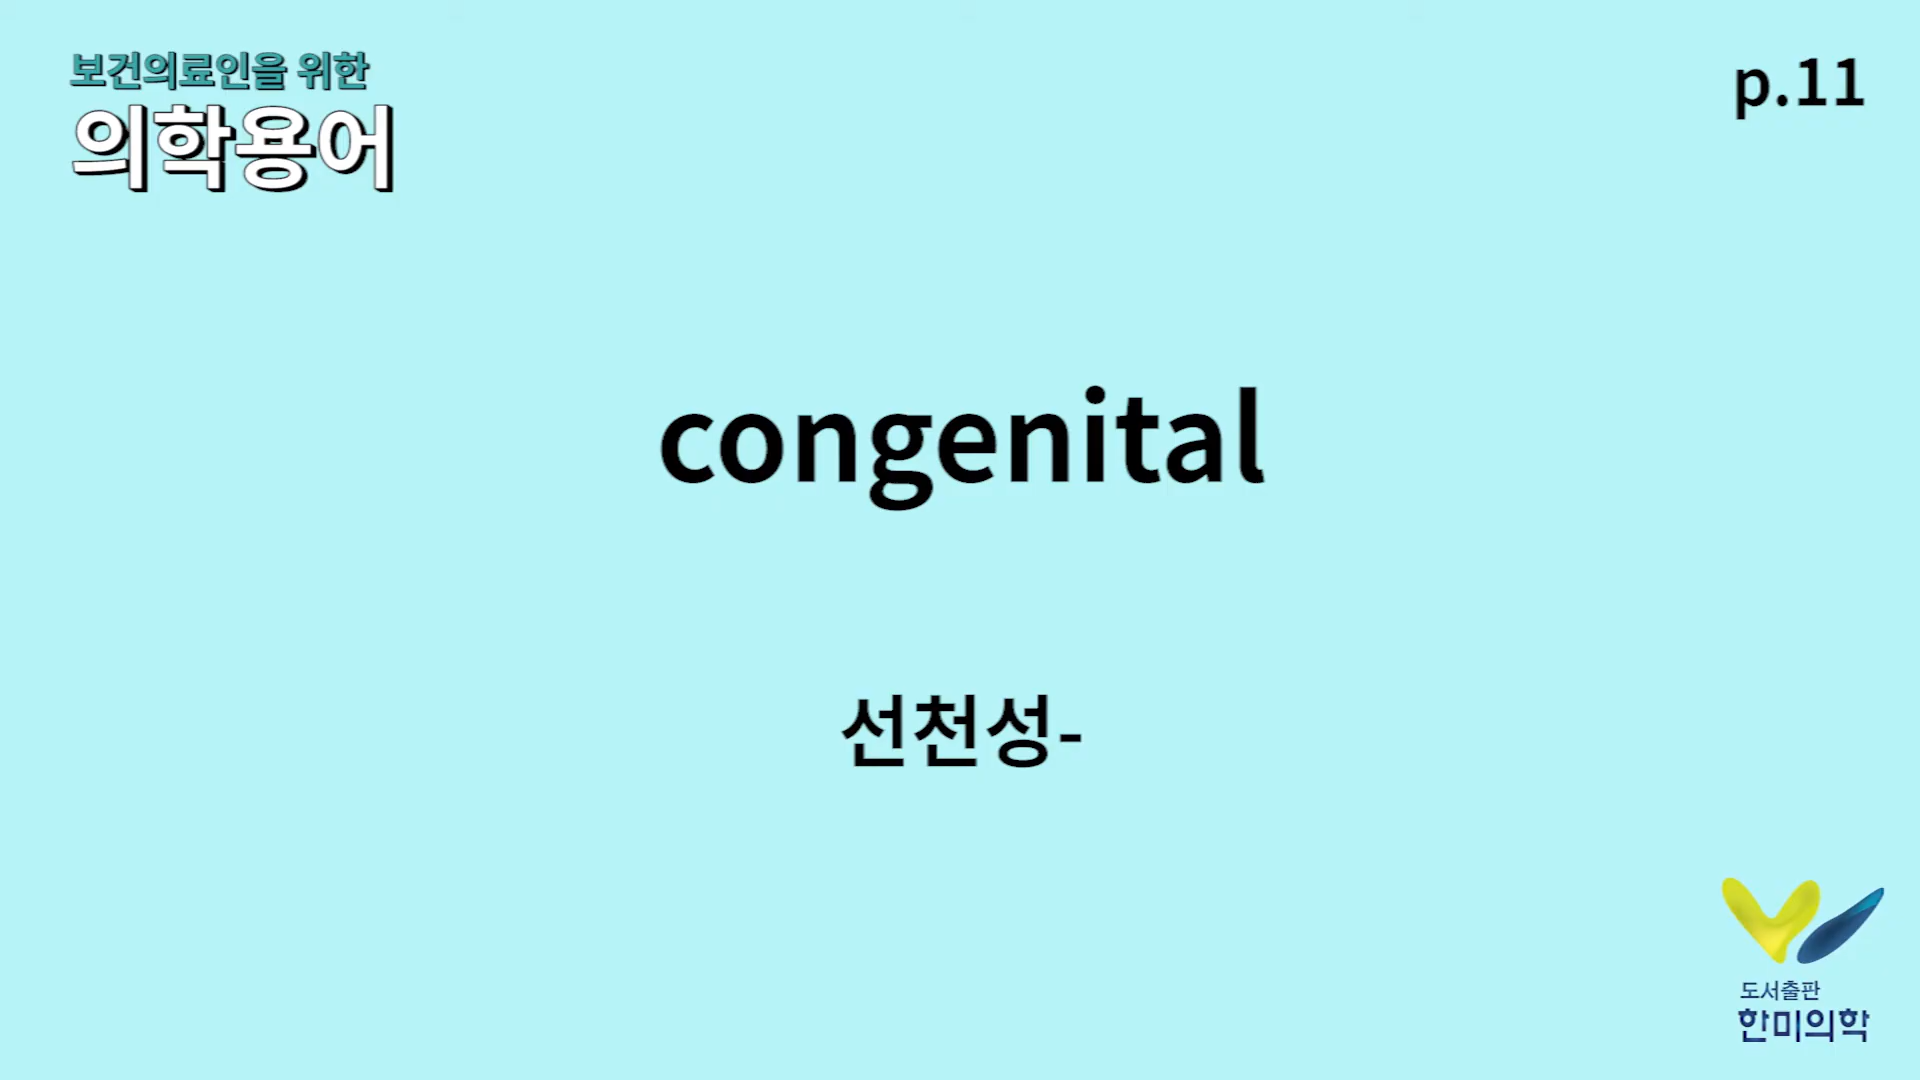 보건의료인을 위한
의학용어
p.11
congenital
선천성-
도서출판
한미의학